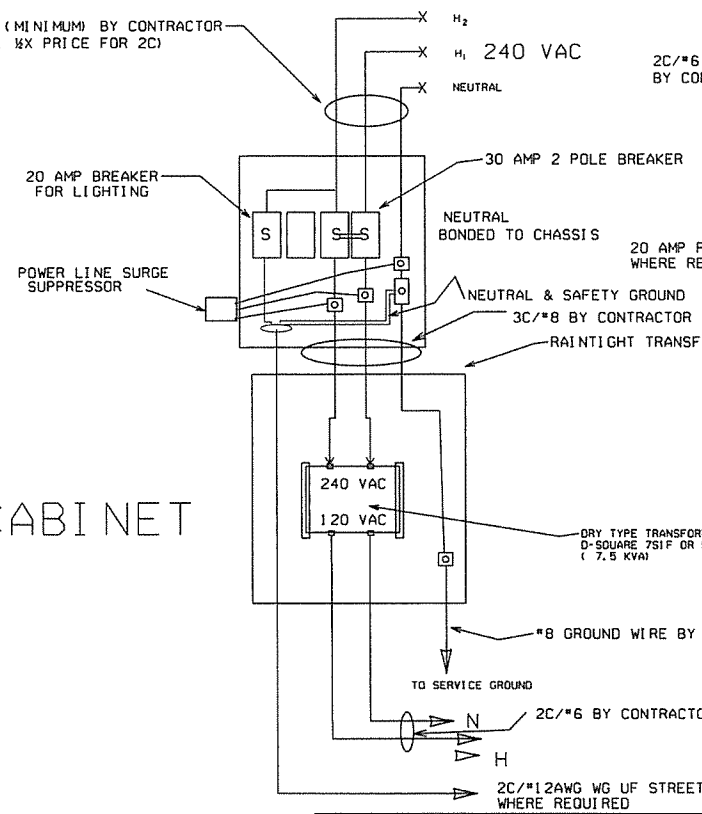 (MINIMUM) BY CONTRACTOR
½X PRICE FOR 2C)
H2
H1 240 VAC
NEUTRAL
2C/#6
BY CO
20 AMP BREAKER
FOR LIGHTING
30 AMP 2 POLE BREAKER
S
S S
NEUTRAL
BONDED TO CHASSIS
20 AMP
WHERE RE
POWER LINE SURGE
SUPPRESSOR
NEUTRAL & SAFETY GROUND
3C/#8 BY CONTRACTOR
RAINTIGHT TRANSF
240 VAC
120 VAC
CABINET
DRY TYPE TRANSFOR
D-SQUARE 7S1F OR
( 7.5 KVA)
#8 GROUND WIRE BY
TO SERVICE GROUND
N
2C/#6 BY CONTRACTO
H
2C/#12AWG WG UF STREET
WHERE REQUIRED